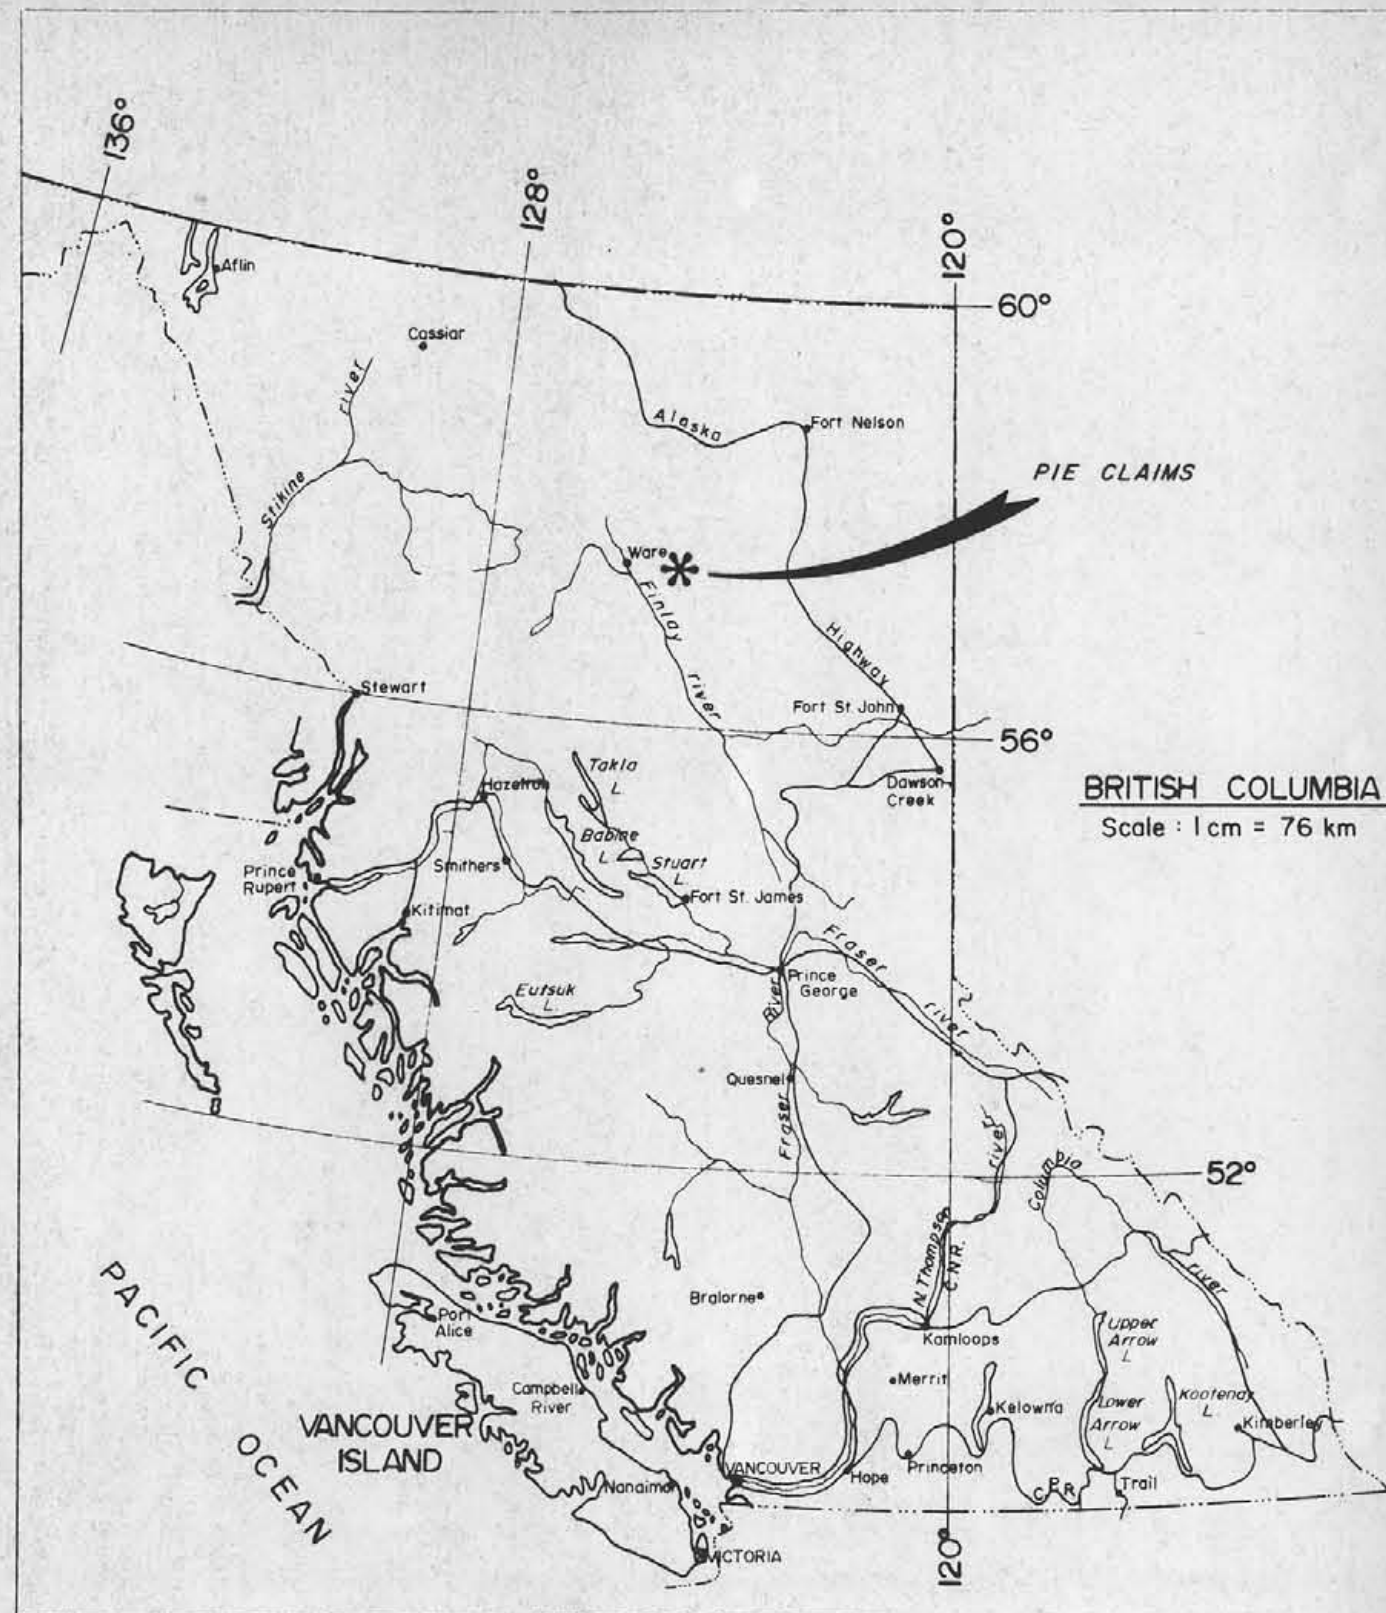 136°
128°
120°
60°
Atlin
Cassiar
river
Stikine
Alaska
Fort Nelson
PIE CLAIMS
Ware
Finlay
river
Highway
Stewart
Fort St. John
56°
Dawson
Creek
BRITISH COLUMBIA
Scale : 1 cm = 76 km
Hazelton
Takla
L.
Babine
L.
Stuart
L.
Smithers
Prince
Rupert
Kitimat
Fort St. James
Fraser
river
Prince
George
River
Eutsuk
L.
Quesnel
Fraser
river
Columbia
52°
N. Thompson
C.N.R.
river
Bralorne
Kamloops
Upper
Arrow
L
PACIFIC
OCEAN
Port
Alice
Campbell
River
Merrit
Kelowna
Lower
Arrow
L
Kootenay
L.
Kimberley
VANCOUVER
ISLAND
Nanaimo
VANCOUVER
Hope
Princeton
C.P.R.
Trail
VICTORIA
120°